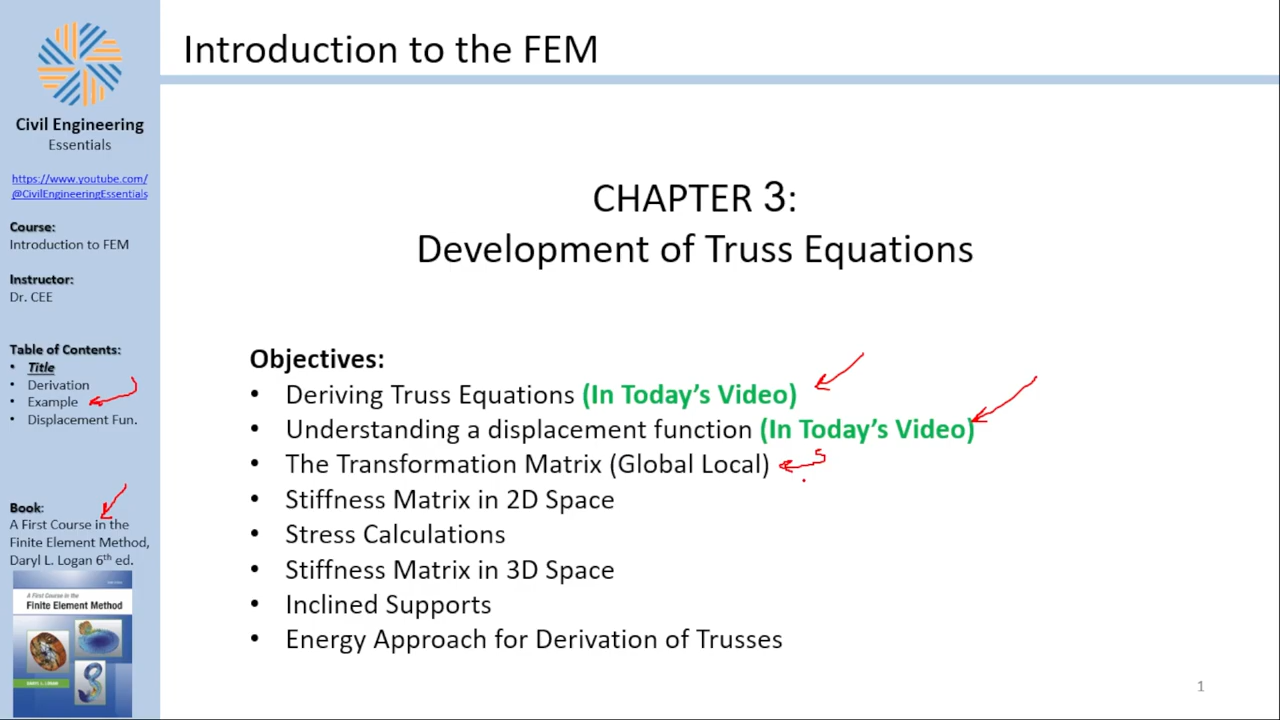 Introduction to the FEM
Civil Engineering
Essentials
https://www.youtube.com/
@CivilEngineeringEssentials
Course:
Introduction to FEM
Instructor:
Dr. CEE
Table of Contents:
• Title
• Derivation
• Example
• Displacement Fun.
Book:
A First Course in the
Finite Element Method,
Daryl L. Logan 6th ed.
A First Course in the
Finite Element Method
CHAPTER 3:
Development of Truss Equations
Objectives:
• Deriving Truss Equations (In Today's Video)
• Understanding a displacement function (In Today's Video)
• The Transformation Matrix (Global Local)
• Stiffness Matrix in 2D Space
• Stress Calculations
• Stiffness Matrix in 3D Space
• Inclined Supports
• Energy Approach for Derivation of Trusses
1